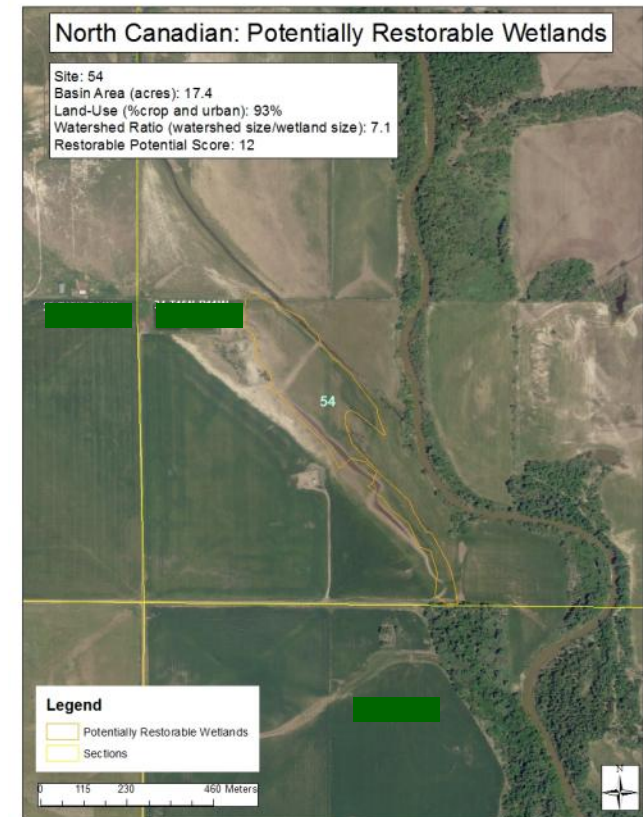 North Canadian: Potentially Restorable Wetlands
Site: 54
Basin Area (acres): 17.4
Land-Use (%crop and urban): 93%
Watershed Ratio (watershed size/wetland size): 7.1
Restorable Potential Score: 12
54
Legend
Potentially Restorable Wetlands
Sections
0 115 230 460 Meters
N